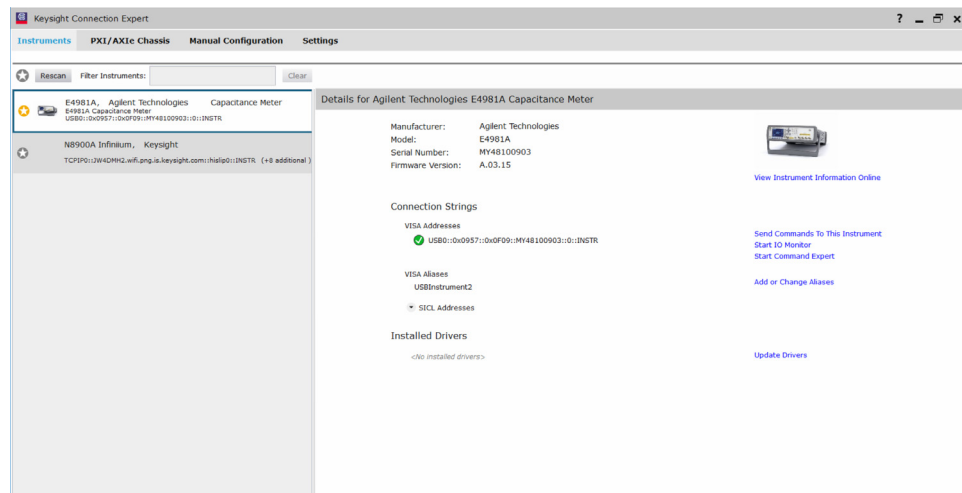 Keysight Connection Expert
Instruments PXI/AXIe Chassis Manual Configuration Settings
Rescan Filter Instruments: Clear
E4981A, Agilent Technologies Capacitance Meter
E4981A Capacitance Meter
USB0::0x0957::0x0F09::MY48100903::0::INSTR
N8900A Infiniium, Keysight
TCPIP0::JW4DMH2.wifi.png.is.keysight.com::hislip0::INSTR (+8 additional )
Details for Agilent Technologies E4981A Capacitance Meter
Manufacturer: Agilent Technologies
Model: E4981A
Serial Number: MY48100903
Firmware Version: A.03.15
View Instrument Information Online
Connection Strings
VISA Addresses
USB0::0x0957::0x0F09::MY48100903::0::INSTR
Send Commands To This Instrument
Start IO Monitor
Start Command Expert
VISA Aliases
USBInstrument2
Add or Change Aliases
SICL Addresses
Installed Drivers
<No installed drivers>
Update Drivers